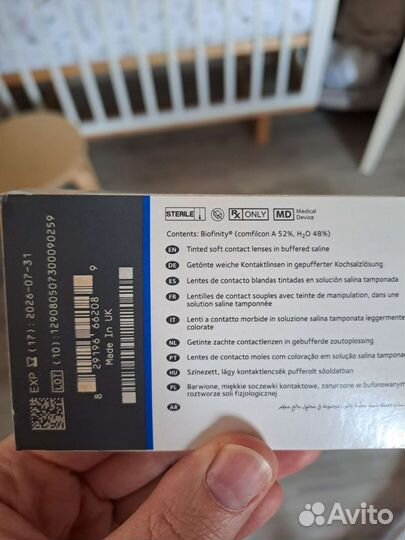 EXP (17): 2026-07-31
LOT (10): 12908050730009 0259
8 29196 66208 9
Made in UK
STERILE
Rx ONLY
MD Medical Device
Contents: Biofinity® (comfilcon A 52%, H₂O 48%)
EN Tinted soft contact lenses in buffered saline
DE Getönte weiche Kontaktlinsen in gepufferter Kochsalzlösung
ES Lentes de contacto blandas tintadas en solución salina tamponada
FR Lentilles de contact souples avec teinte de manipulation, dans une
solution saline tamponnée
IT Lenti a contatto morbide in soluzione salina tamponata leggermente
colorate
NL Getinte zachte contactlenzen in gebufferde zoutoplossing
PT Lentes de contacto moles com coloração em solução salina tamponada
HU Színezett, lágy kontaktlencsék pufferolt sóoldatban
PL Barwione, miękkie soczewki kontaktowe, zanurzone w buforowanym
roztworze soli fizjologicznej
AR
Avito